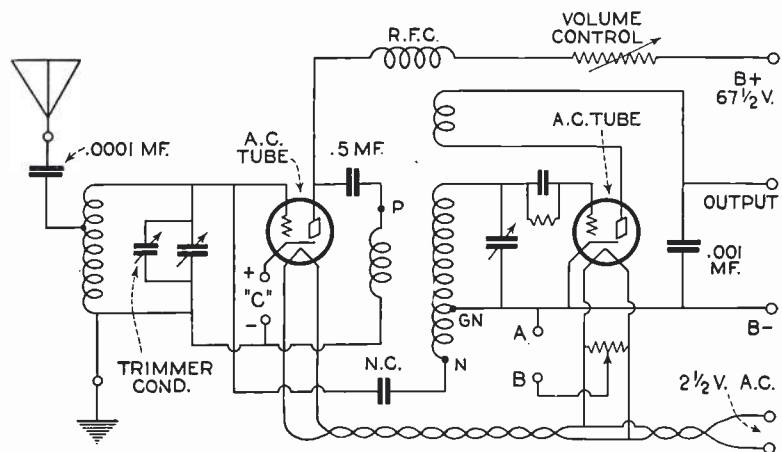 VOLUME
CONTROL
R.F.C.
B+
67½ V.
.0001 MF.
A.C.
TUBE
A.C. TUBE
.5 MF.
P
OUTPUT
.001
MF.
+
"C"
-
GN
A
B-
TRIMMER
COND.
N.C.
N
B
2½ V. A.C.